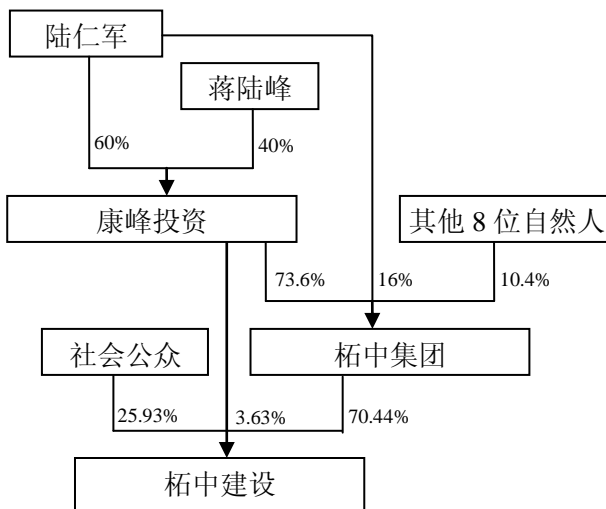 陆仁军
蒋陆峰
60%
40%
康峰投资
其他 8 位自然人
73.6%
16%
10.4%
社会公众
柘中集团
25.93%
3.63%
70.44%
柘中建设